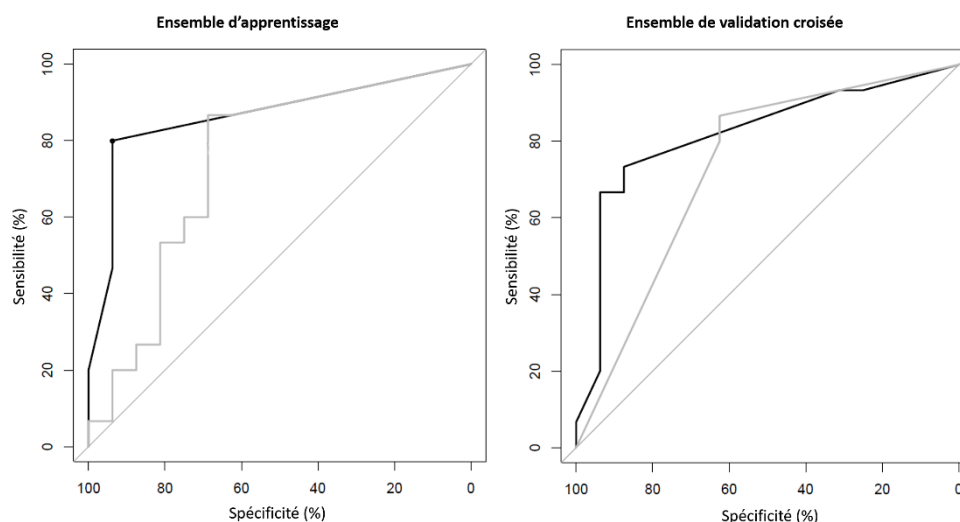 Ensemble d’apprentissage
Sensibilité (%)
100
80
60
40
20
0
100 80 60 40 20 0
Spécificité (%)
Ensemble de validation croisée
Sensibilité (%)
100
80
60
40
20
0
100 80 60 40 20 0
Spécificité (%)